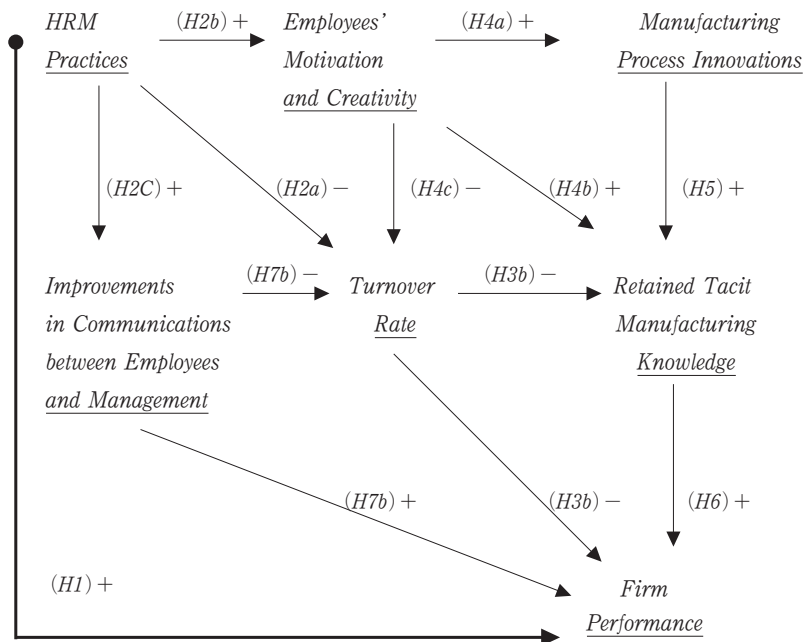 HRM
Practices
(H2b)+
Employees’
Motivation
and Creativity
(H4a)+
Manufacturing
Process Innovations
(H2C)+
(H2a)−
(H4c)−
(H4b)+
(H5)+
Improvements
in Communications
between Employees
and Management
(H7b)−
Turnover
Rate
(H3b)−
Retained Tacit
Manufacturing
Knowledge
(H7b)+
(H3b)−
(H6)+
(H1)+
Firm
Performance